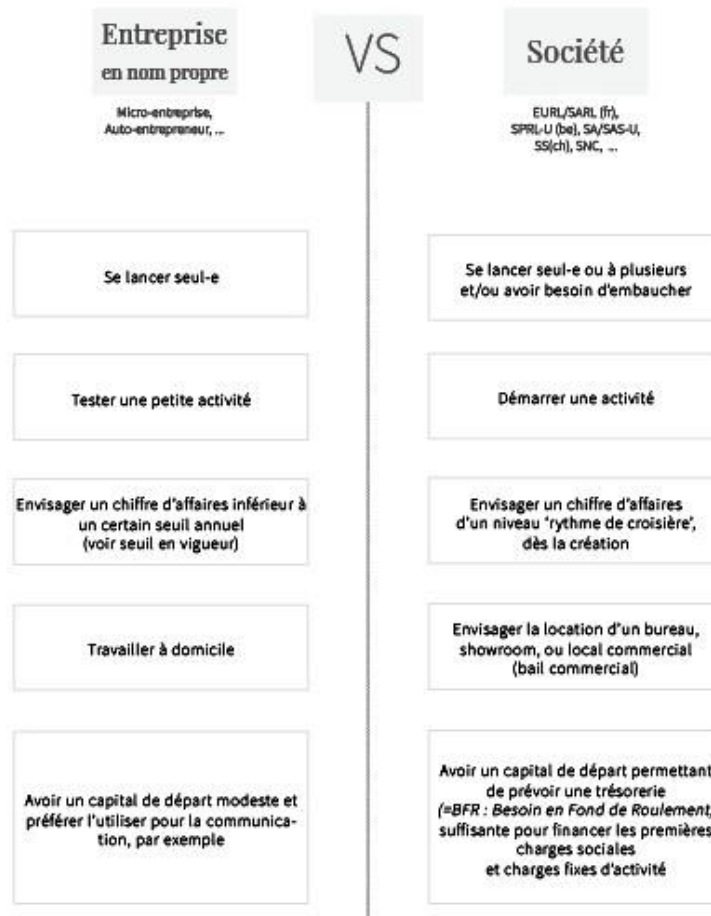 Entreprise
en nom propre
VS
Société
Micro-entreprise,
Auto-entrepreneur, ...
EURL/SARL (fr),
SPRL-U (be), SA/SAS-U,
SS(ch), SNC, ...
Se lancer seul-e
Se lancer seul-e ou à plusieurs
et/ou avoir besoin d'embaucher
Tester une petite activité
Démarrer une activité
Envisager un chiffre d'affaires inférieur à
un certain seuil annuel
(voir seuil en vigueur)
Envisager un chiffre d'affaires
d'un niveau 'rythme de croisière',
dès la création
Travailler à domicile
Envisager la location d'un bureau,
showroom, ou local commercial
(bail commercial)
Avoir un capital de départ modeste et
préférer l'utiliser pour la communica-
tion, par exemple
Avoir un capital de départ permettant
de prévoir une trésorerie
(=BFR : Besoin en Fond de Roulement,
suffisante pour financer les premières
charges sociales
et charges fixes d'activité